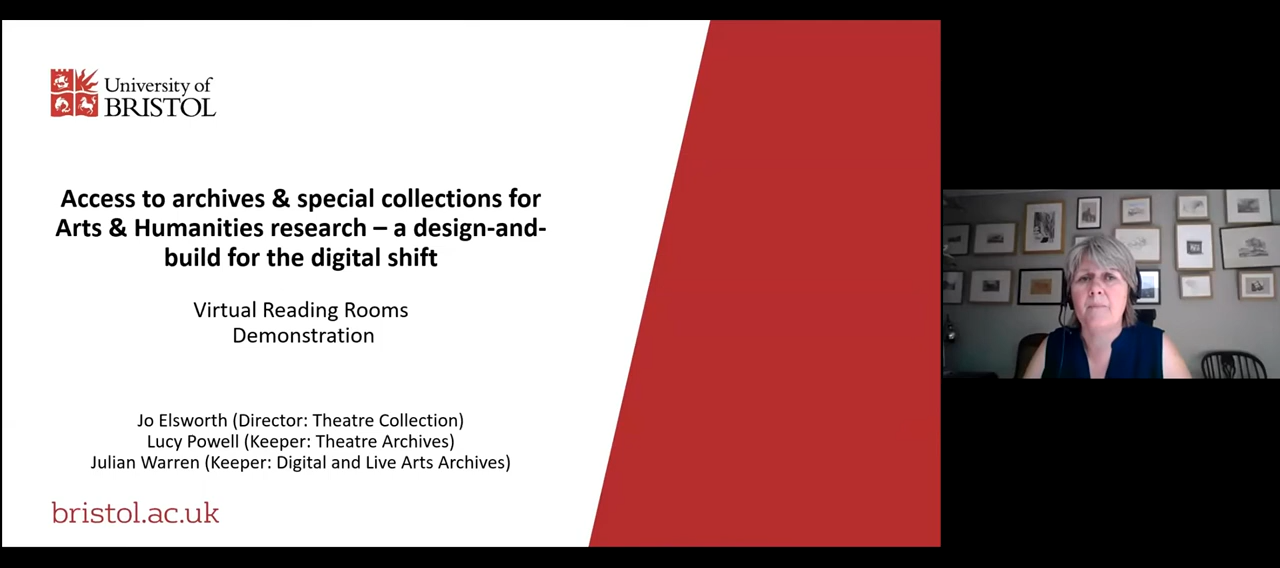 University of
BRISTOL
Access to archives & special collections for
Arts & Humanities research – a design-and-
build for the digital shift
Virtual Reading Rooms
Demonstration
Jo Elsworth (Director: Theatre Collection)
Lucy Powell (Keeper: Theatre Archives)
Julian Warren (Keeper: Digital and Live Arts Archives)
bristol.ac.uk